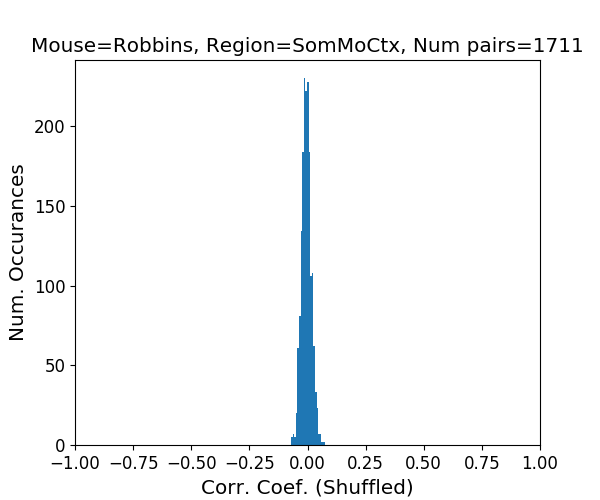 Mouse=Robbins, Region=SomMoCtx, Num pairs=1711
Num. Occurances
200
150
100
50
0
−1.00 −0.75 −0.50 −0.25 0.00 0.25 0.50 0.75 1.00
Corr. Coef. (Shuffled)